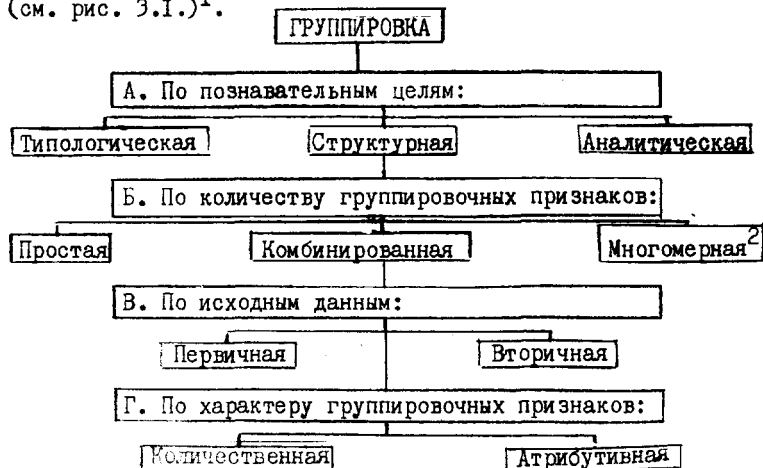 (см. рис. 3.I.)¹.
ГРУППИРОВКА
А. По познавательным целям:
Типологическая Структурная Аналитическая
Б. По количеству группировочных признаков:
Простая Комбинированная Многомерная²
В. По исходным данным:
Первичная Вторичная
Г. По характеру группировочных признаков:
Количественная Атрибутивная